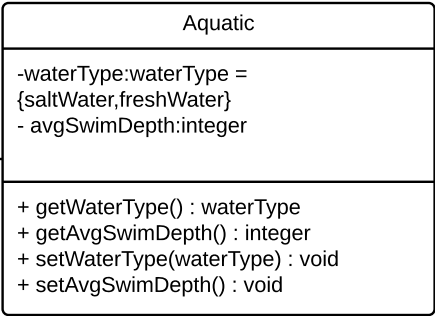 Aquatic
-waterType:waterType =
{saltWater,freshWater}
- avgSwimDepth:integer
+ getWaterType() : waterType
+ getAvgSwimDepth() : integer
+ setWaterType(waterType) : void
+ setAvgSwimDepth() : void